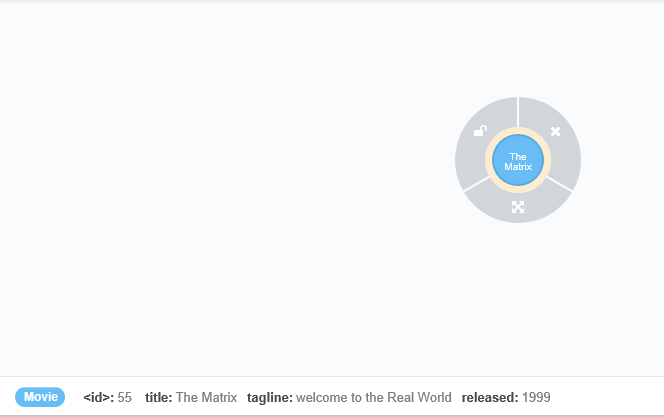 The
Matrix
Movie <id>: 55 title: The Matrix tagline: welcome to the Real World released: 1999